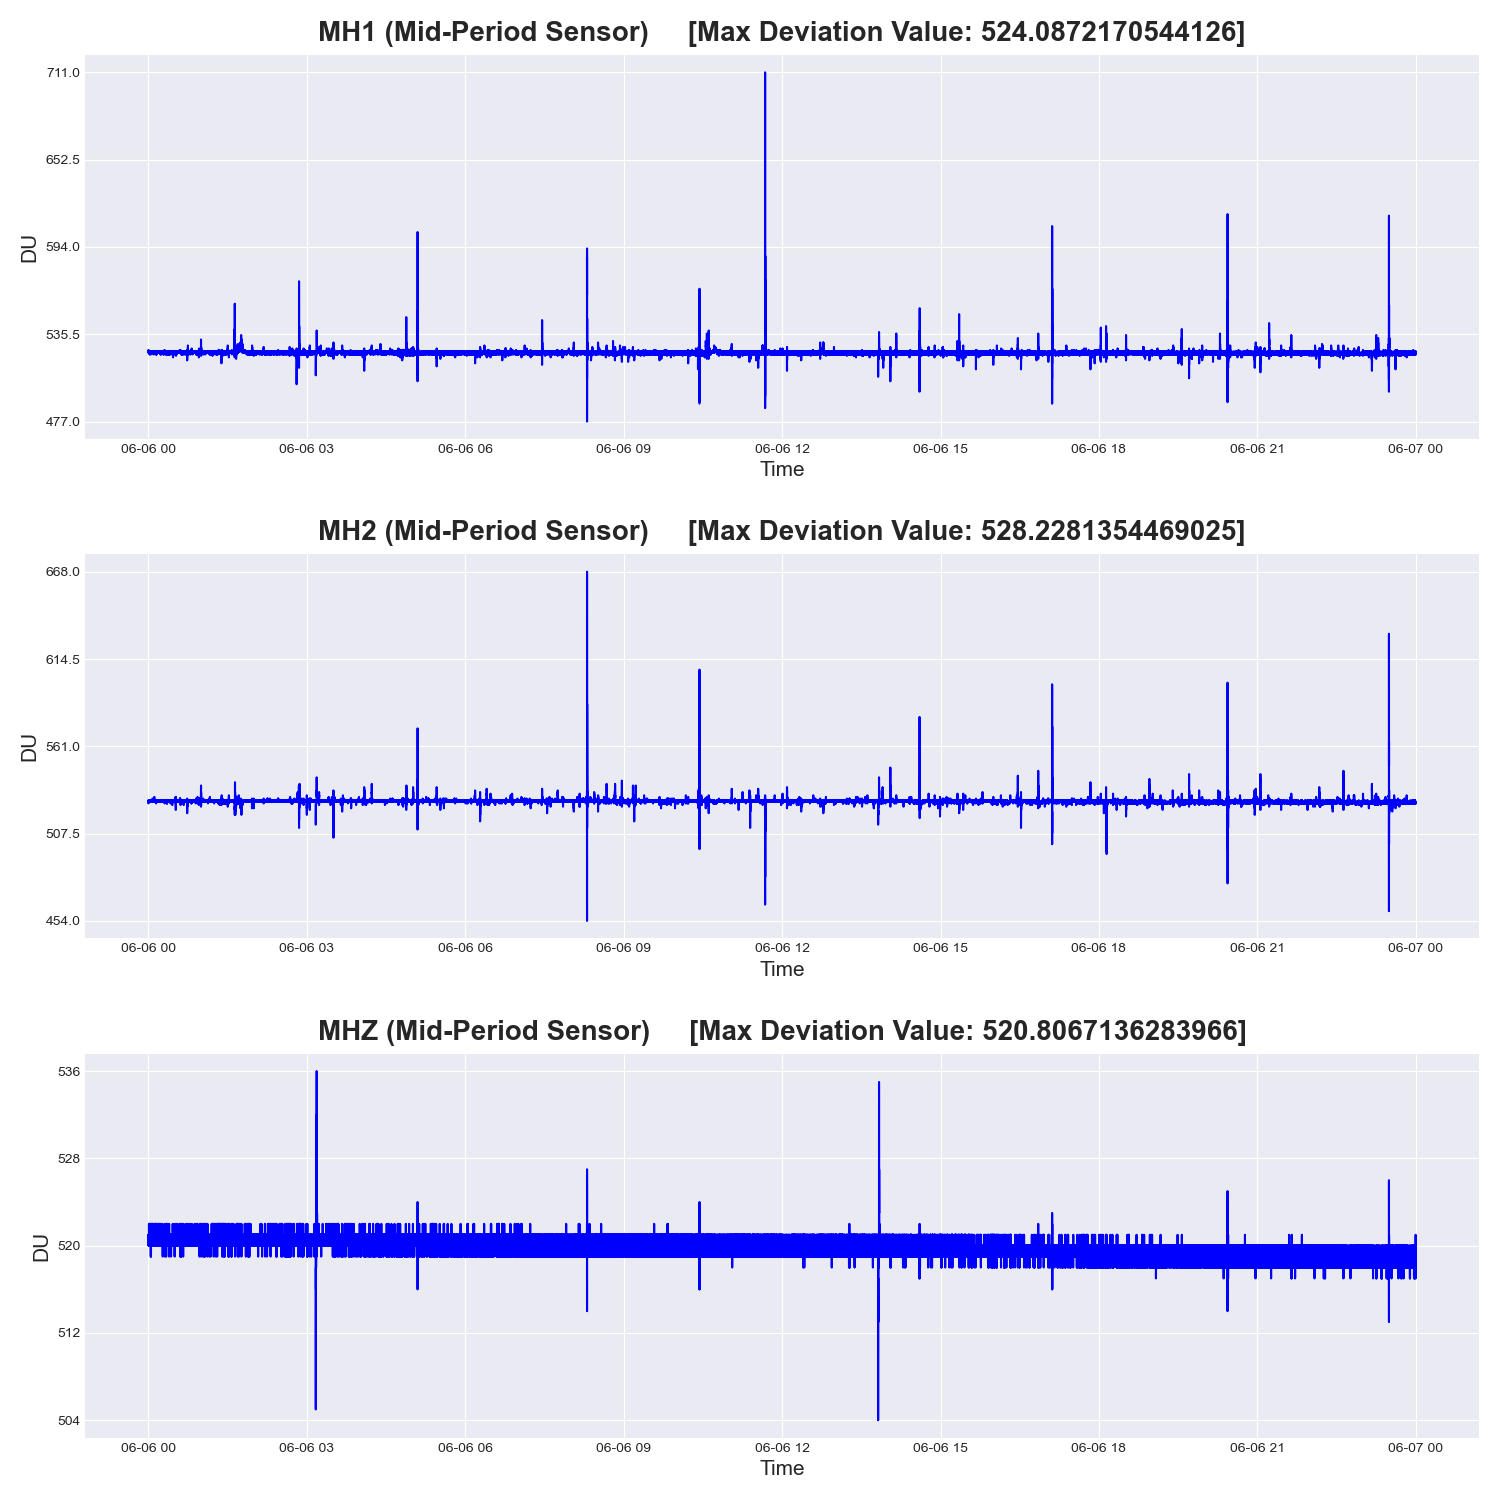 MH1 (Mid-Period Sensor) [Max Deviation Value: 524.0872170544126]
711.0
652.5
594.0
535.5
477.0
DU
06-06 00 06-06 03 06-06 06 06-06 09 06-06 12 06-06 15 06-06 18 06-06 21 06-07 00
Time
MH2 (Mid-Period Sensor) [Max Deviation Value: 528.2281354469025]
668.0
614.5
561.0
507.5
454.0
DU
06-06 00 06-06 03 06-06 06 06-06 09 06-06 12 06-06 15 06-06 18 06-06 21 06-07 00
Time
MHZ (Mid-Period Sensor) [Max Deviation Value: 520.8067136283966]
536
528
520
512
504
DU
06-06 00 06-06 03 06-06 06 06-06 09 06-06 12 06-06 15 06-06 18 06-06 21 06-07 00
Time